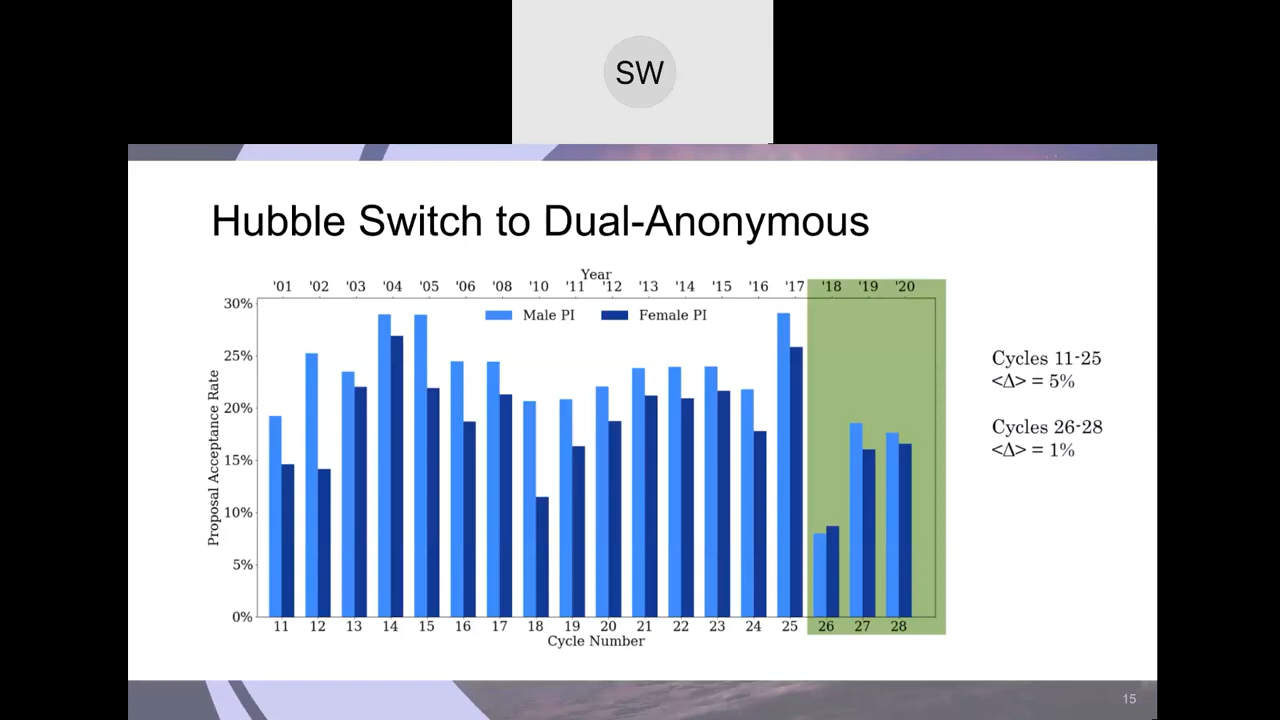 SW
Hubble Switch to Dual-Anonymous
Year
'01 '02 '03 '04 '05 '06 '08 '10 '11 '12 '13 '14 '15 '16 '17 '18 '19 '20
30%
Male PI Female PI
25%
20%
15%
10%
5%
0%
Proposal Acceptance Rate
11 12 13 14 15 16 17 18 19 20 21 22 23 24 25 26 27 28
Cycle Number
Cycles 11-25
<Δ> = 5%
Cycles 26-28
<Δ> = 1%
15